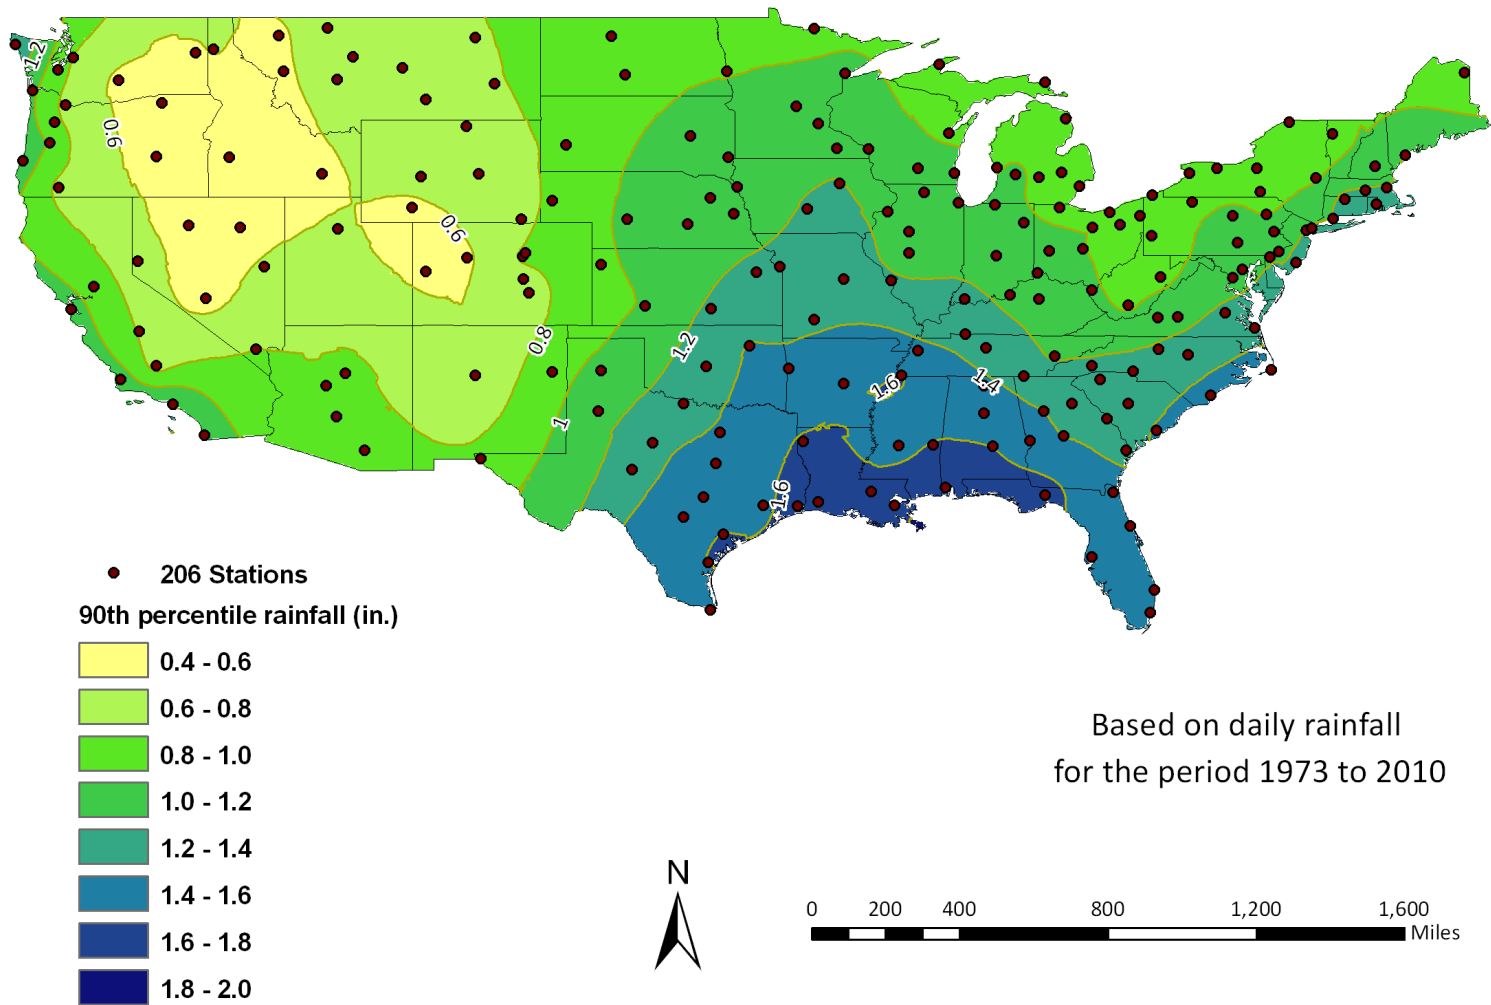 1.2
0.6
0.6
0.8
1.2
1
1.6
1.4
1.6
206 Stations
90th percentile rainfall (in.)
0.4 - 0.6
0.6 - 0.8
0.8 - 1.0
1.0 - 1.2
1.2 - 1.4
1.4 - 1.6
1.6 - 1.8
1.8 - 2.0
Based on daily rainfall
for the period 1973 to 2010
N
0 200 400 800 1,200 1,600
Miles